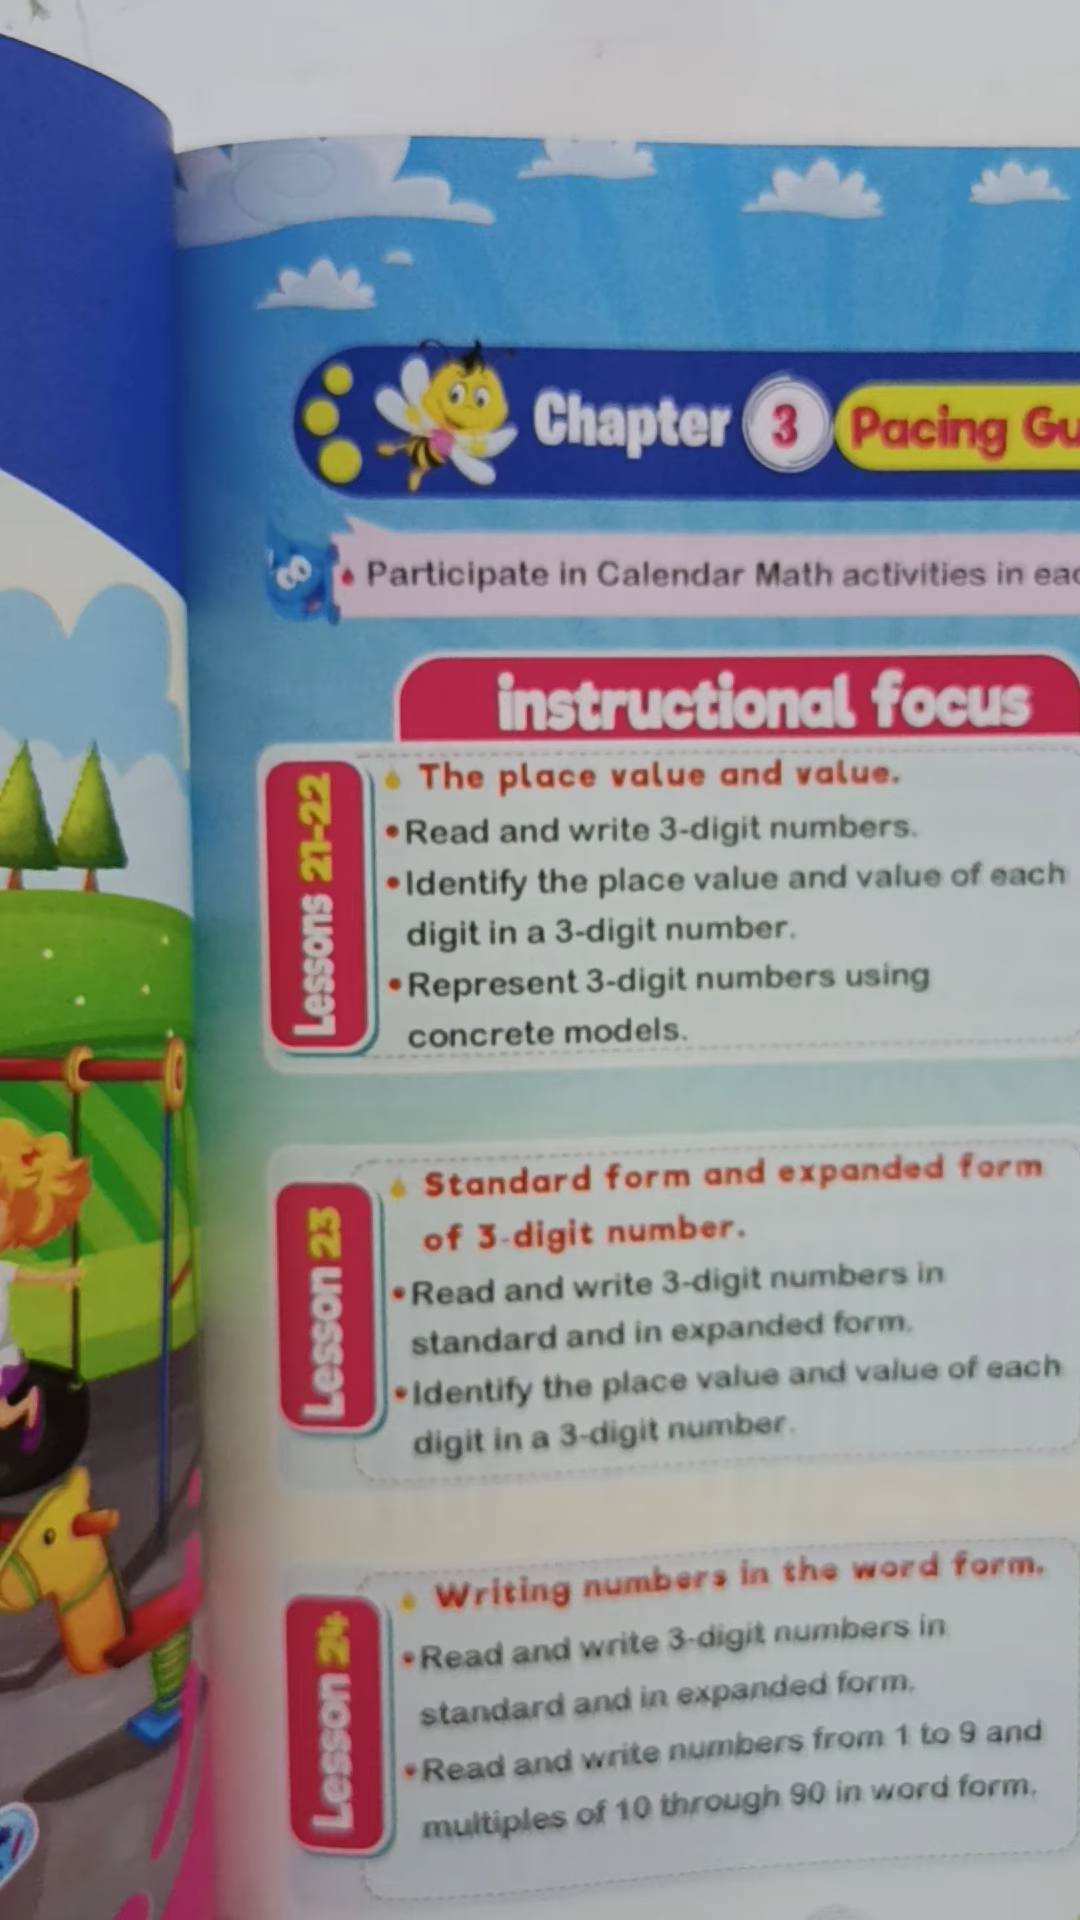 Chapter 3 Pacing
Participate in Calendar Math activities in
instructional focus
Lessons 21-22
The place value and value.
•Read and write 3-digit numbers.
•Identify the place value and value of each
digit in a 3-digit number.
•Represent 3-digit numbers using
concrete models.
Lesson 23
Standard form and expanded form
of 3-digit number.
•Read and write 3-digit numbers in
standard and in expanded form.
•Identify the place value and value of each
digit in a 3-digit number.
Lesson 24
Writing numbers in the word form.
•Read and write 3-digit numbers in
standard and in expanded form.
•Read and write numbers from 1 to 9 and
multiples of 10 through 90 in word form.